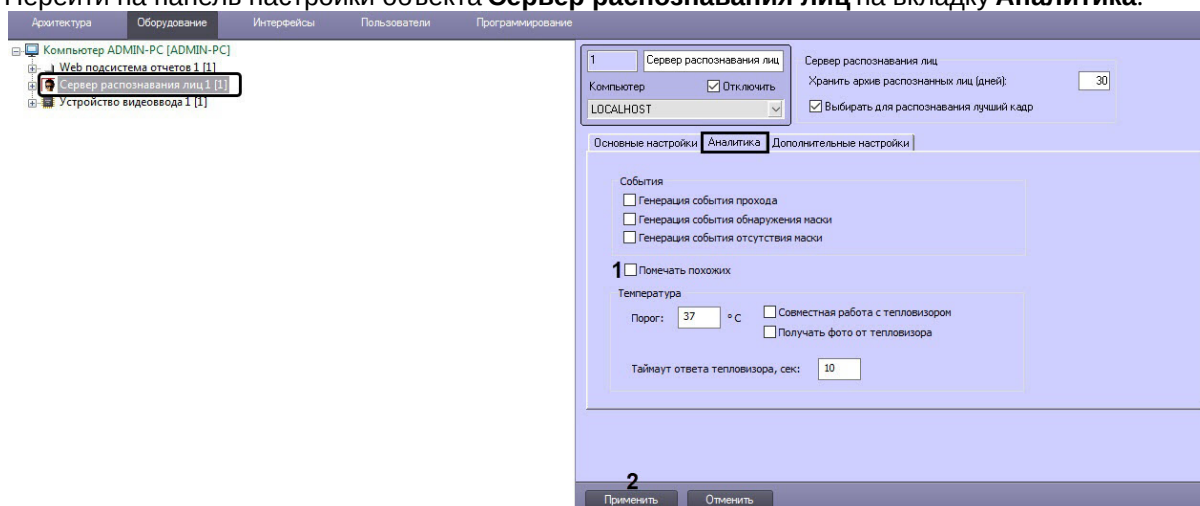 Перейти на панель настройки объекта Сервер распознавания лиц на вкладку Аналитика.
Архитектура Оборудование Интерфейсы Пользователи Программирование
Компьютер ADMIN-PC [ADMIN-PC]
Web подсистема отчетов 1 [1]
Сервер распознавания лиц 1 [1]
Устройство видеоввода 1 [1]
1 Сервер распознавания лиц
Компьютер Отключить
LOCALHOST
Сервер распознавания лиц
Хранить архив распознанных лиц (дней): 30
Выбирать для распознавания лучший кадр
Основные настройки Аналитика Дополнительные настройки
События
Генерация события прохода
Генерация события обнаружения маски
Генерация события отсутствия маски
1 Помечать похожих
Температура
Порог: 37 ° C Совместная работа с тепловизором
Получать фото от тепловизора
Таймаут ответа тепловизора, сек: 10
2
Применить Отменить